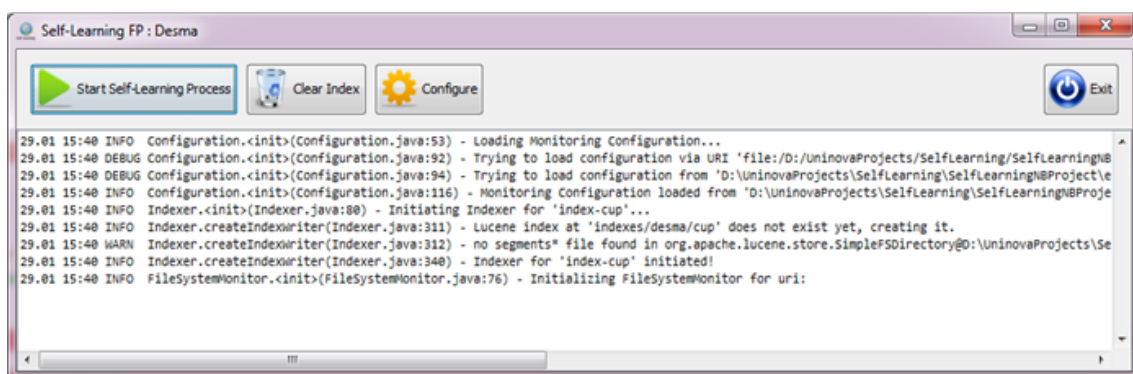 Self-Learning FP : Desma
Start Self-Learning Process
Clear Index
Configure
Exit
29.01 15:40 INFO  Configuration.<init>(Configuration.java:53) - Loading Monitoring Configuration...
29.01 15:40 DEBUG Configuration.<init>(Configuration.java:92) - Trying to load configuration via URI 'file:/D:/UninovaProjects/SelfLearning/SelfLearningNB
29.01 15:40 DEBUG Configuration.<init>(Configuration.java:94) - Trying to load configuration from 'D:\UninovaProjects\SelfLearning\SelfLearningNBProject\e
29.01 15:40 INFO  Configuration.<init>(Configuration.java:116) - Monitoring Configuration loaded from 'D:\UninovaProjects\SelfLearning\SelfLearningNBProje
29.01 15:40 INFO  Indexer.<init>(Indexer.java:80) - Initiating Indexer for 'index-cup'...
29.01 15:40 INFO  Indexer.createIndexWriter(Indexer.java:311) - Lucene index at 'indexes/desma/cup' does not exist yet, creating it.
29.01 15:40 WARN  Indexer.createIndexWriter(Indexer.java:312) - no segments* file found in org.apache.lucene.store.SimpleFSDirectory@D:\UninovaProjects\Se
29.01 15:40 INFO  Indexer.createIndexWriter(Indexer.java:340) - Indexer for 'index-cup' initiated!
29.01 15:40 INFO  FileSystemMonitor.<init>(FileSystemMonitor.java:76) - Initializing FileSystemMonitor for uri: